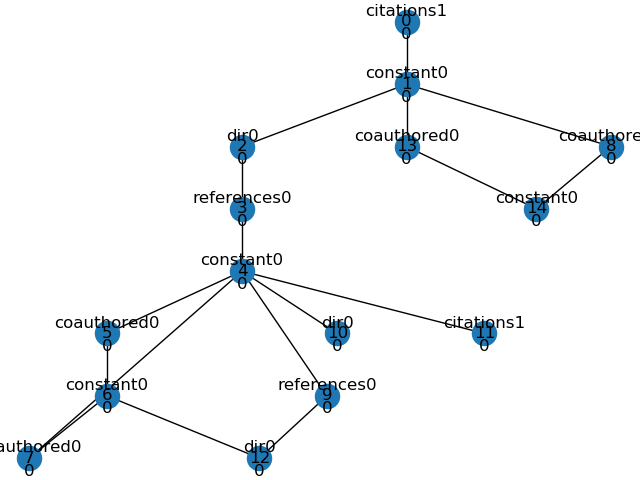 citations1
0
0
constant0
1
0
dir0
2
0
coauthored0
13
0
coauthore
8
0
references0
3
0
constant0
14
0
constant0
4
0
coauthored0
5
0
dir0
10
0
citations1
11
0
constant0
6
0
references0
9
0
authored0
7
0
dir0
12
0